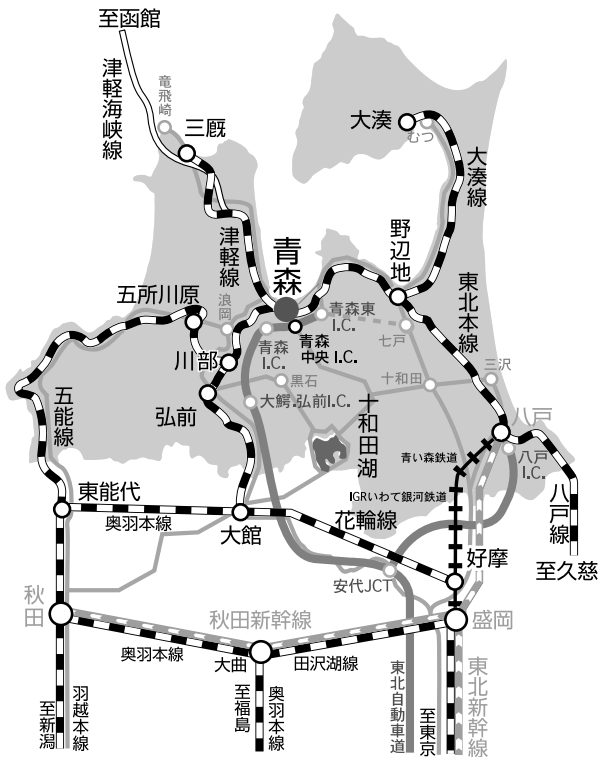 至函館
津軽海峡線
竜飛崎
三厩
大湊
むつ
大湊線
津軽線
青森
野辺地
東北本線
五所川原
浪岡
青森東
I.C.
青森
I.C.
青森
中央 I.C.
七戸
川部
黒石
十和田
三沢
五能線
弘前
大鰐.弘前I.C.
十和田湖
八戸
八戸
I.C.
青い森鉄道
IGRいわて銀河鉄道
八戸線
東能代
奥羽本線
大館
花輪線
好摩
至久慈
安代JCT
秋田
秋田新幹線
盛岡
奥羽本線
大曲
田沢湖線
至新潟
羽越本線
至福島
奥羽本線
東北自動車道
至東京
東北新幹線